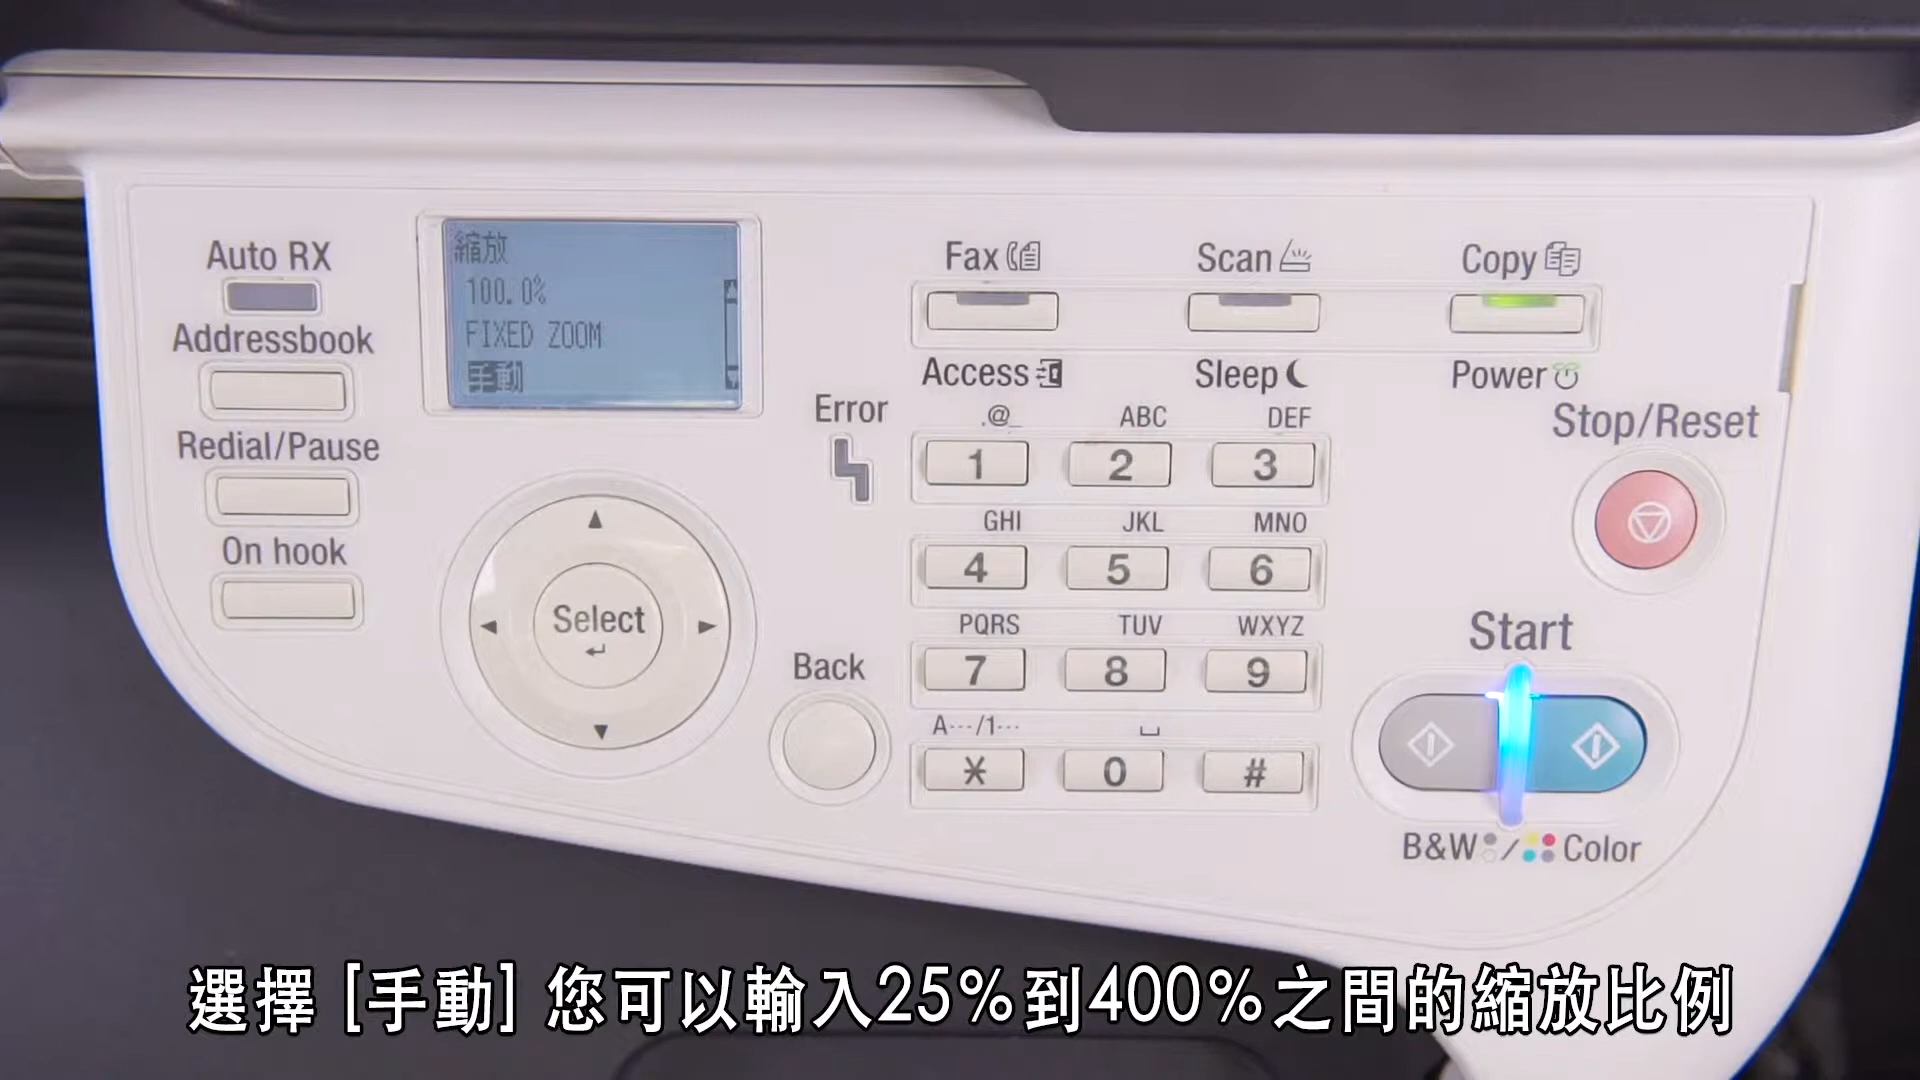 Auto RX
Addressbook
Redial/Pause
On hook
縮放
100.0%
FIXED ZOOM
手動
Select
Back
Error
Fax
Scan
Copy
Access
Sleep
Power
.@_
ABC
DEF
1
2
3
GHI
JKL
MNO
4
5
6
PQRS
TUV
WXYZ
7
8
9
A···/1···
*
0
#
Stop/Reset
Start
B&W / Color
選擇 [手動] 您可以輸入25%到400%之間的縮放比例